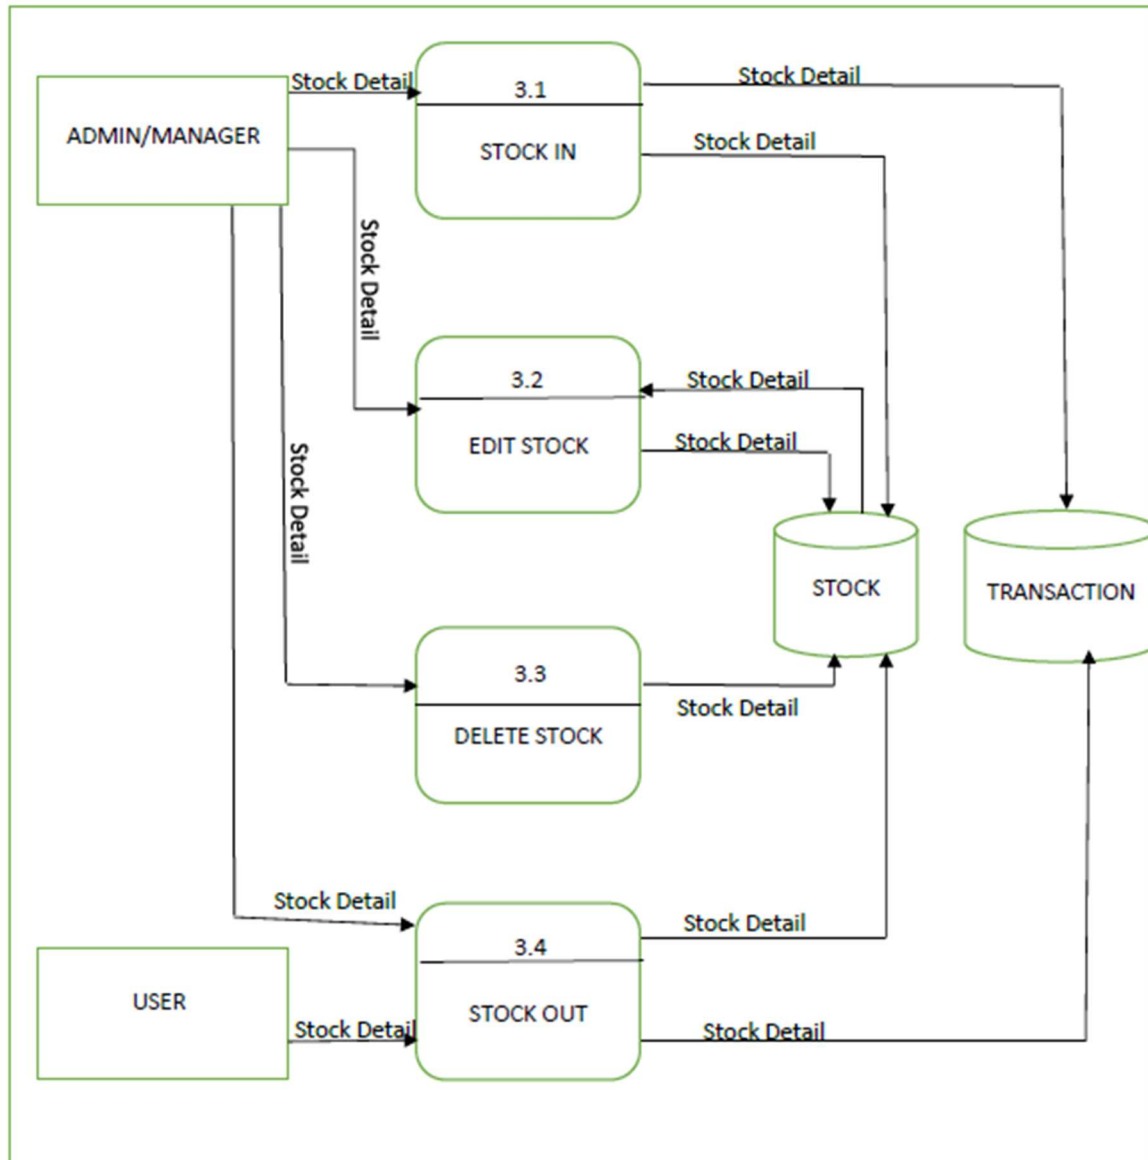 Stock Detail
3.1
Stock Detail
ADMIN/MANAGER
STOCK IN
Stock Detail
Stock Detail
3.2
Stock Detail
EDIT STOCK
Stock Detail
Stock Detail
STOCK
TRANSACTION
3.3
DELETE STOCK
Stock Detail
Stock Detail
3.4
Stock Detail
USER
STOCK OUT
Stock Detail
Stock Detail